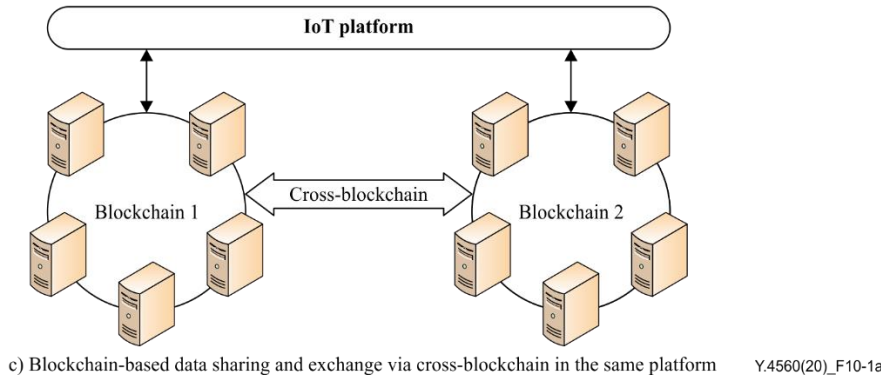 IoT platform
Cross-blockchain
Blockchain 1
Blockchain 2
c) Blockchain-based data sharing and exchange via cross-blockchain in the same platform
Y.4560(20)_F10-1a